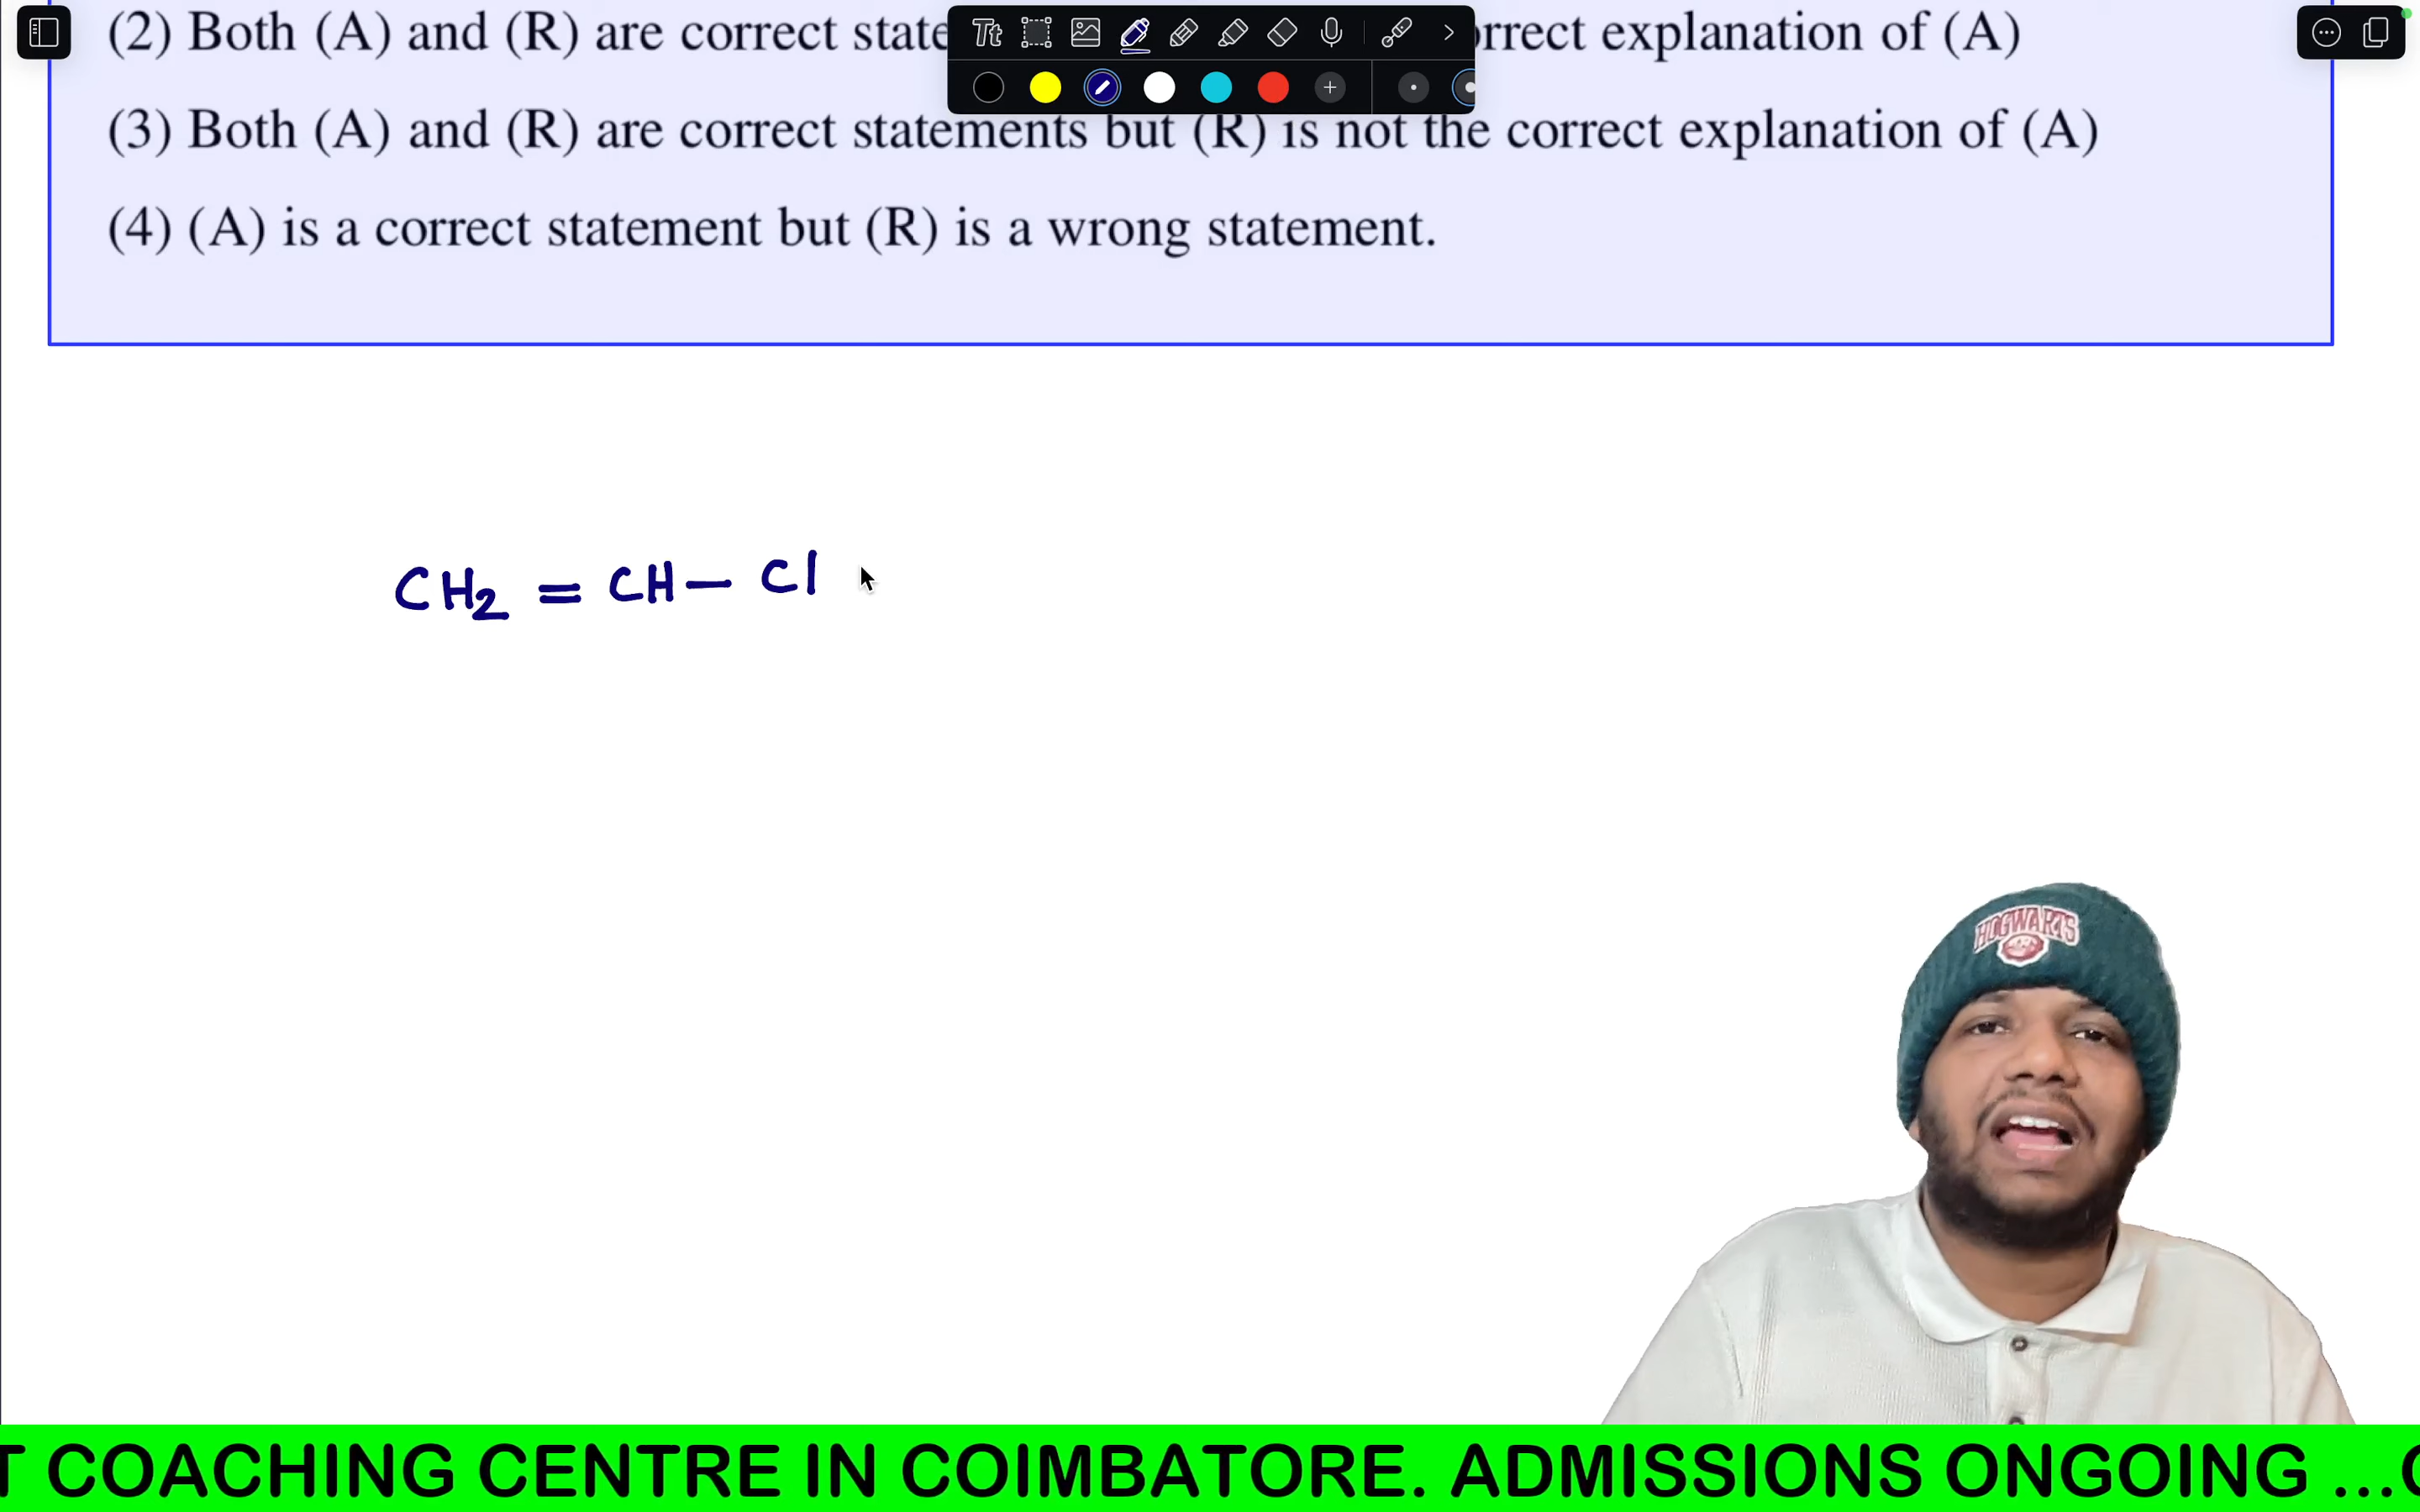 (2) Both (A) and (R) are correct state rrect explanation of (A)
(3) Both (A) and (R) are correct statements but (R) is not the correct explanation of (A)
(4) (A) is a correct statement but (R) is a wrong statement.
CH₂ = CH — Cl
HOGWARTS
T COACHING CENTRE IN COIMBATORE. ADMISSIONS ONGOING ...C